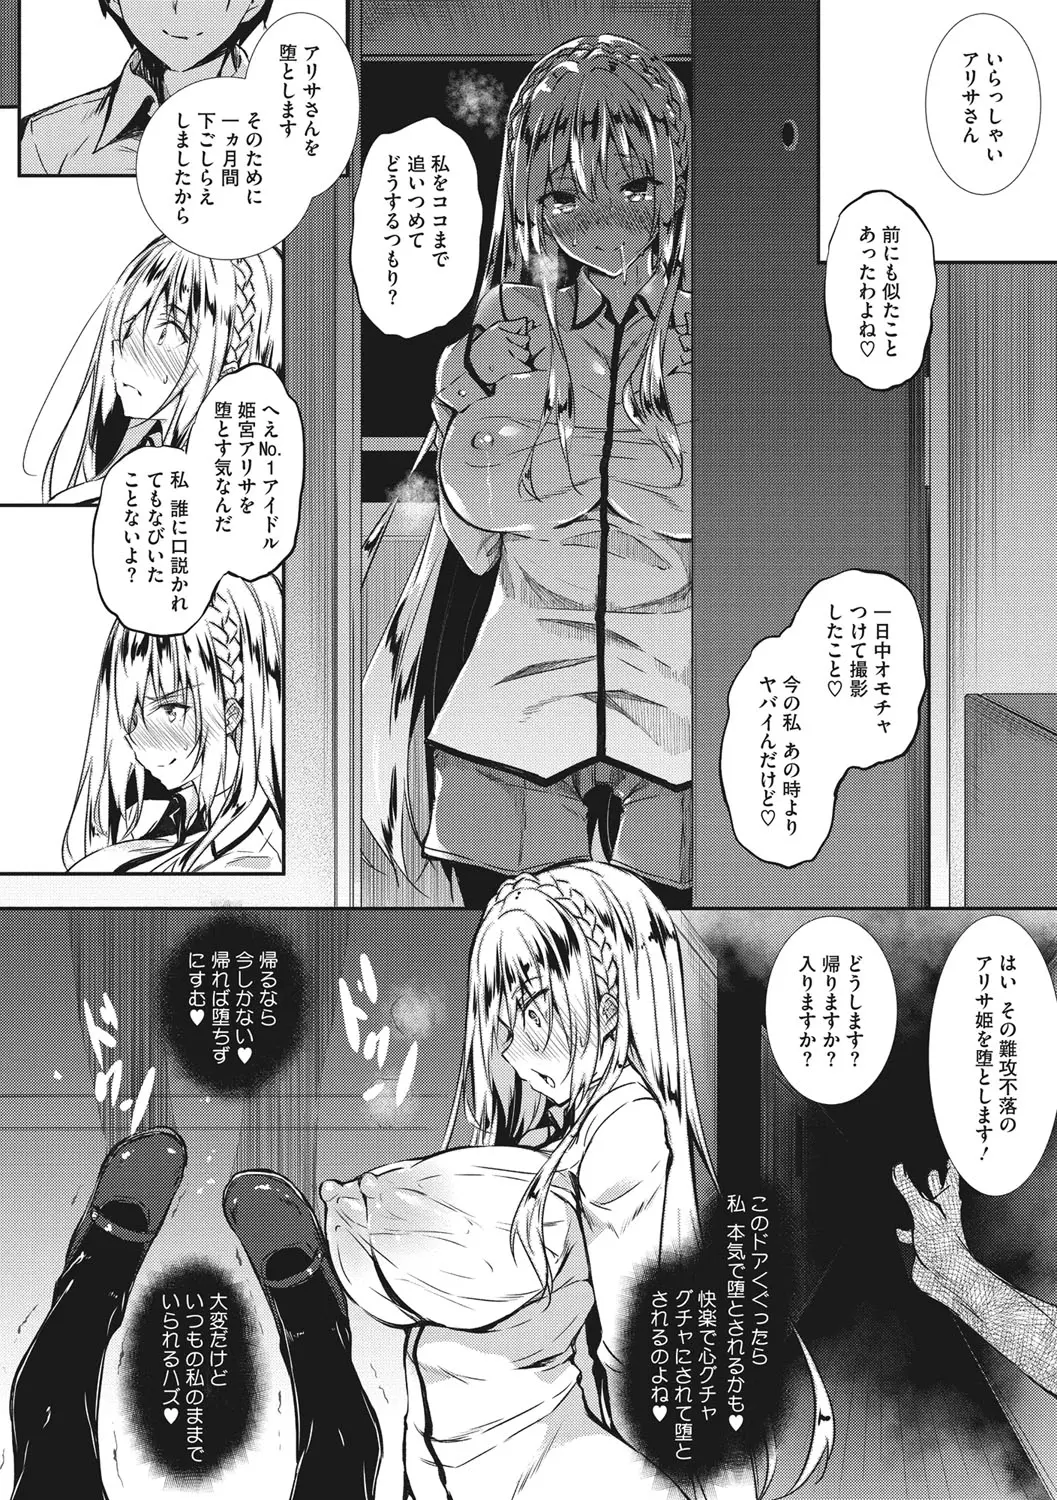 いらっしゃい
アリサさん
前にも似たこと
あったわよね♡
一日中オモチャ
つけて撮影
したこと♡
今の私 あの時より
ヤバイんだけど♡
私をココまで
追いつめて
どうするつもり?
アリサさんを
堕とします
そのために
一ヵ月間
下ごしらえ
しましたから
へえNo.1アイドル
姫宮アリサを
堕とす気なんだ
私 誰に口説かれ
てもなびいた
ことないよ?
はい その難攻不落の
アリサ姫を堕とします!
どうします?
帰りますか?
入りますか?
このドアくぐったら
私 本気で堕とされるかも♥
快楽で心グチャ
グチャにされて堕と
されるのよね♥
帰るなら
今しかない♥
帰れば堕ちず
にすむ♥
大変だけど
いつもの私のままで
いられるハズ♥